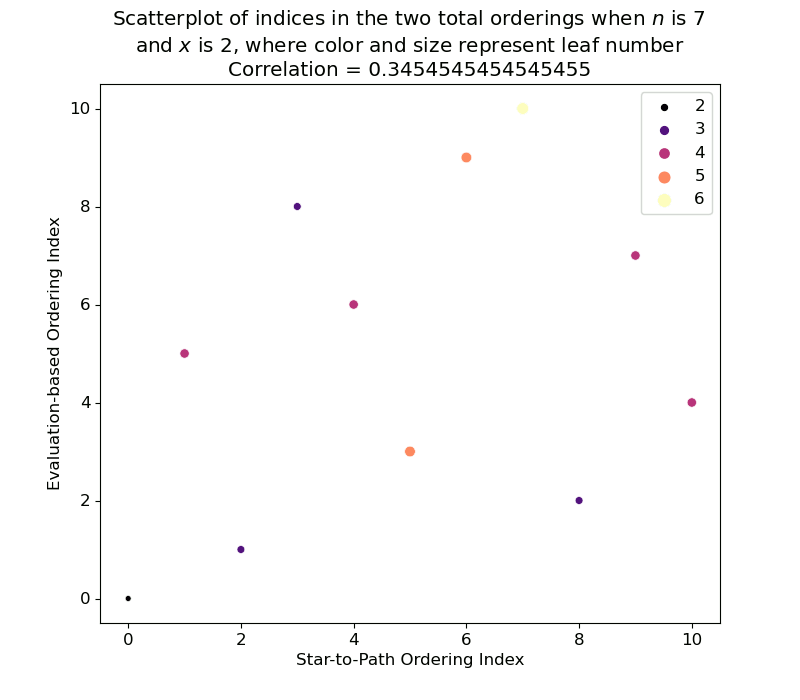 Scatterplot of indices in the two total orderings when n is 7
and x is 2, where color and size represent leaf number
Correlation = 0.3454545454545455
2
3
4
5
6
10
8
6
4
2
0
Evaluation-based Ordering Index
0 2 4 6 8 10
Star-to-Path Ordering Index